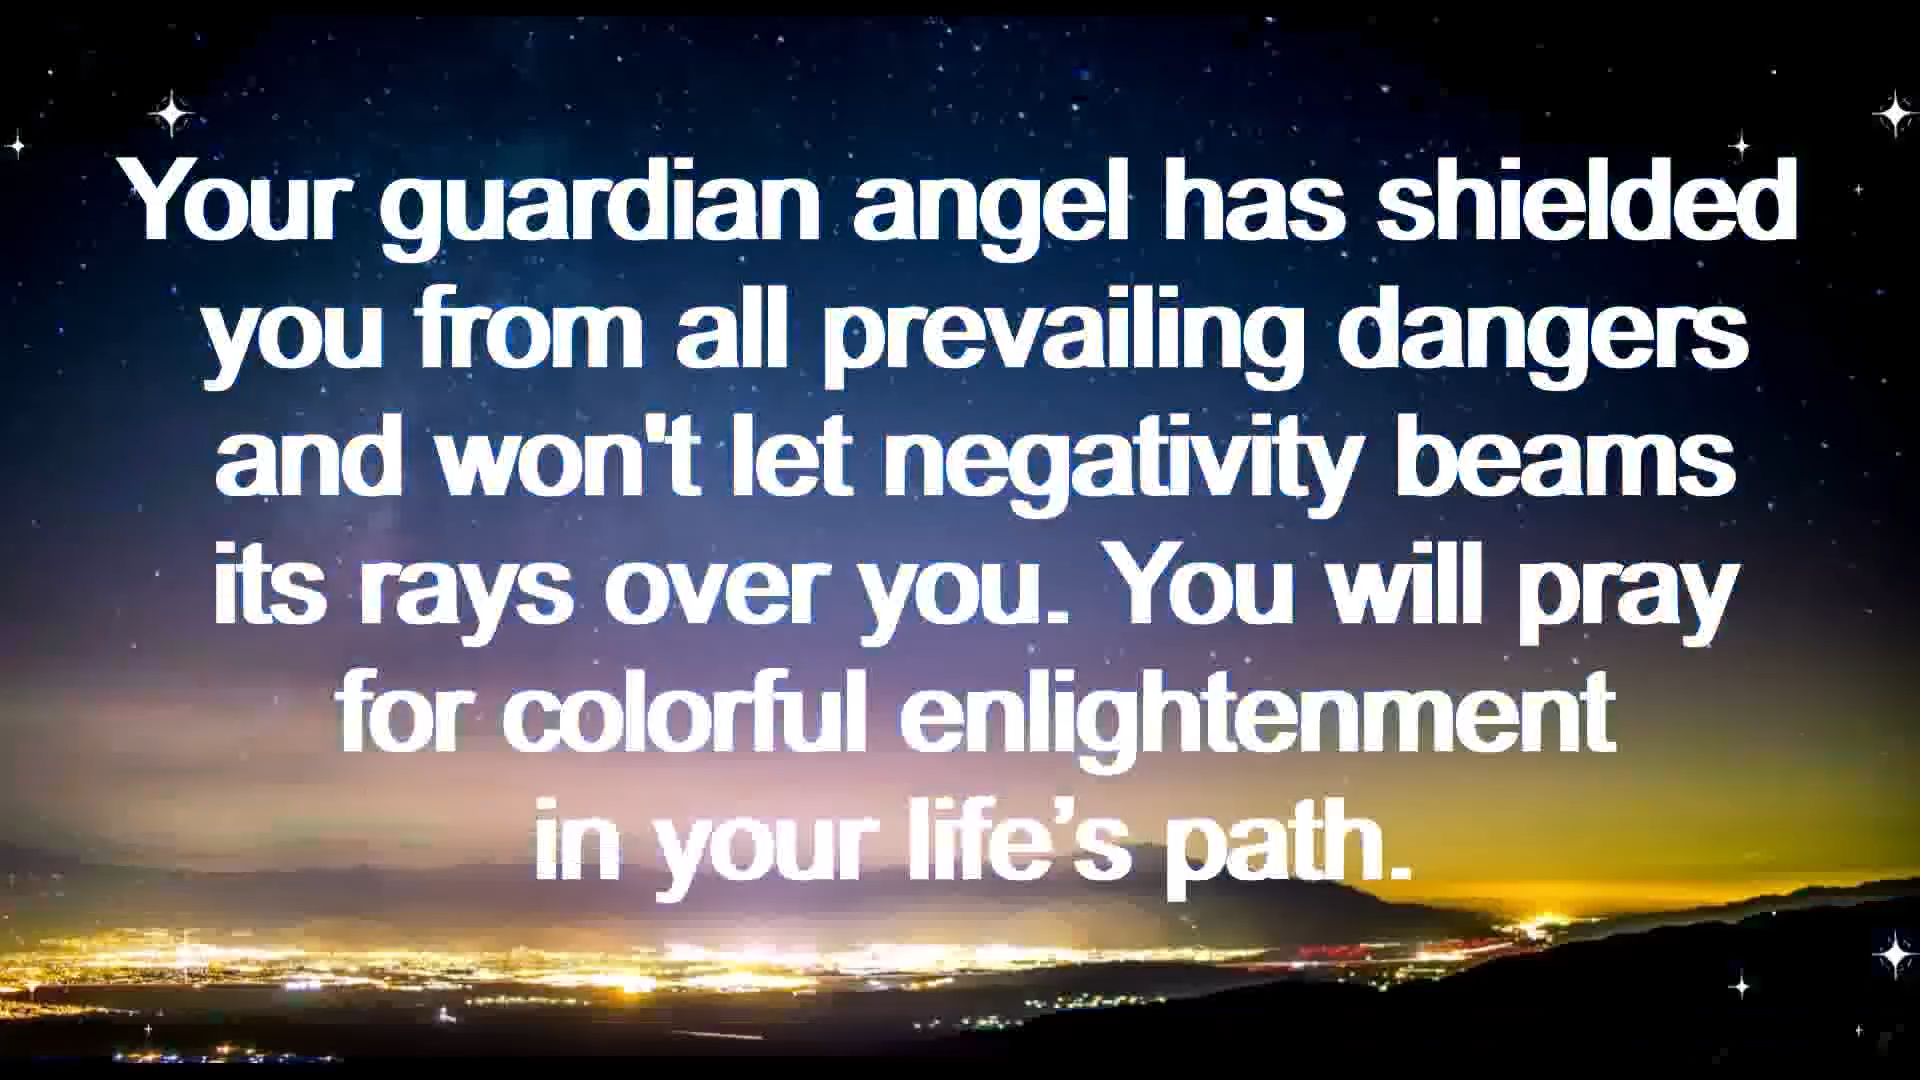 Your guardian angel has shielded
you from all prevailing dangers
and won't let negativity beams
its rays over you. You will pray
for colorful enlightenment
in your life’s path.